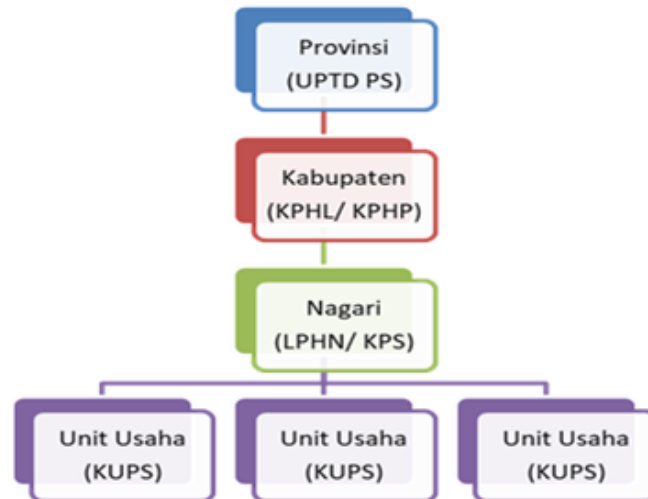 Provinsi
(UPTD PS)
Kabupaten
(KPHL/ KPHP)
Nagari
(LPHN/ KPS)
Unit Usaha
(KUPS)
Unit Usaha
(KUPS)
Unit Usaha
(KUPS)